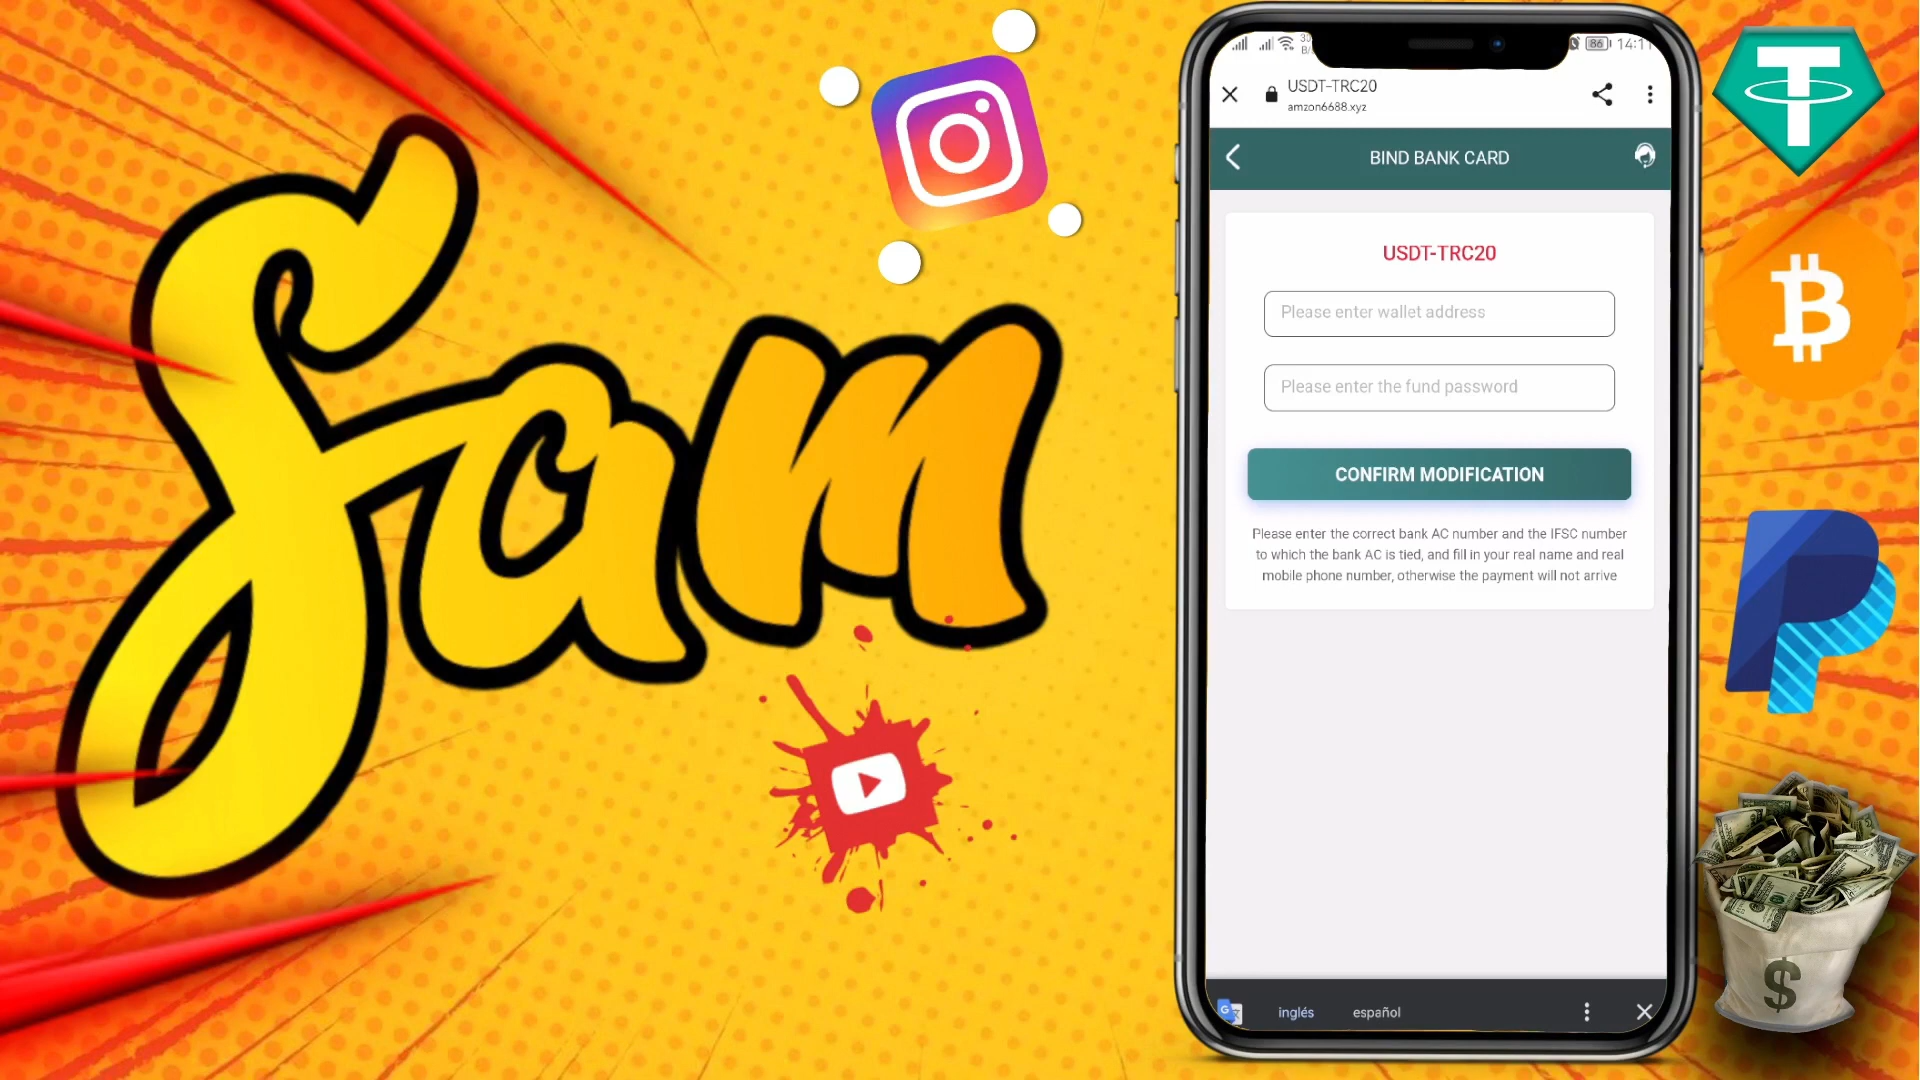 Sam
86 14:11
USDT-TRC20
amzon6688.xyz
BIND BANK CARD
USDT-TRC20
Please enter wallet address
Please enter the fund password
CONFIRM MODIFICATION
Please enter the correct bank AC number and the IFSC number
to which the bank AC is tied, and fill in your real name and real
mobile phone number, otherwise the payment will not arrive
inglés español
$